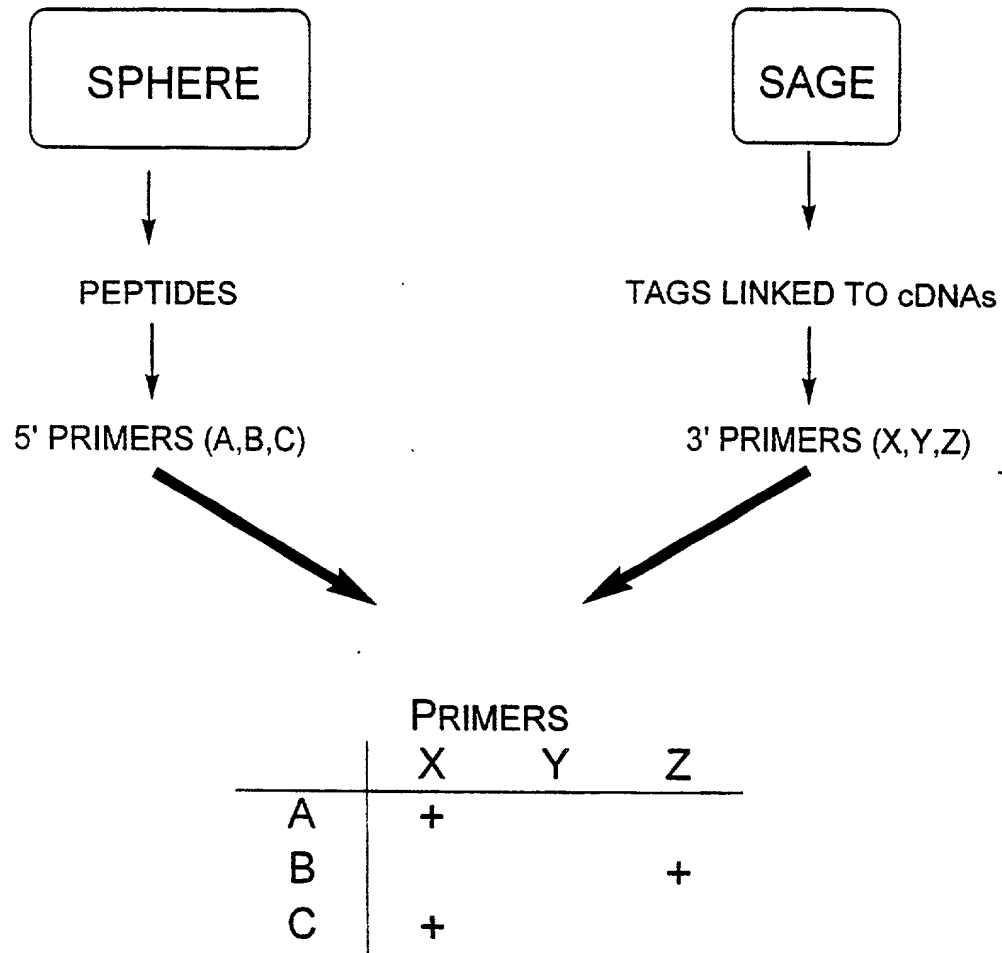 SPHERE
SAGE
PEPTIDES
TAGS LINKED TO cDNAs
5' PRIMERS (A,B,C)
3' PRIMERS (X,Y,Z)
PRIMERS
X Y Z
A +
B +
C +